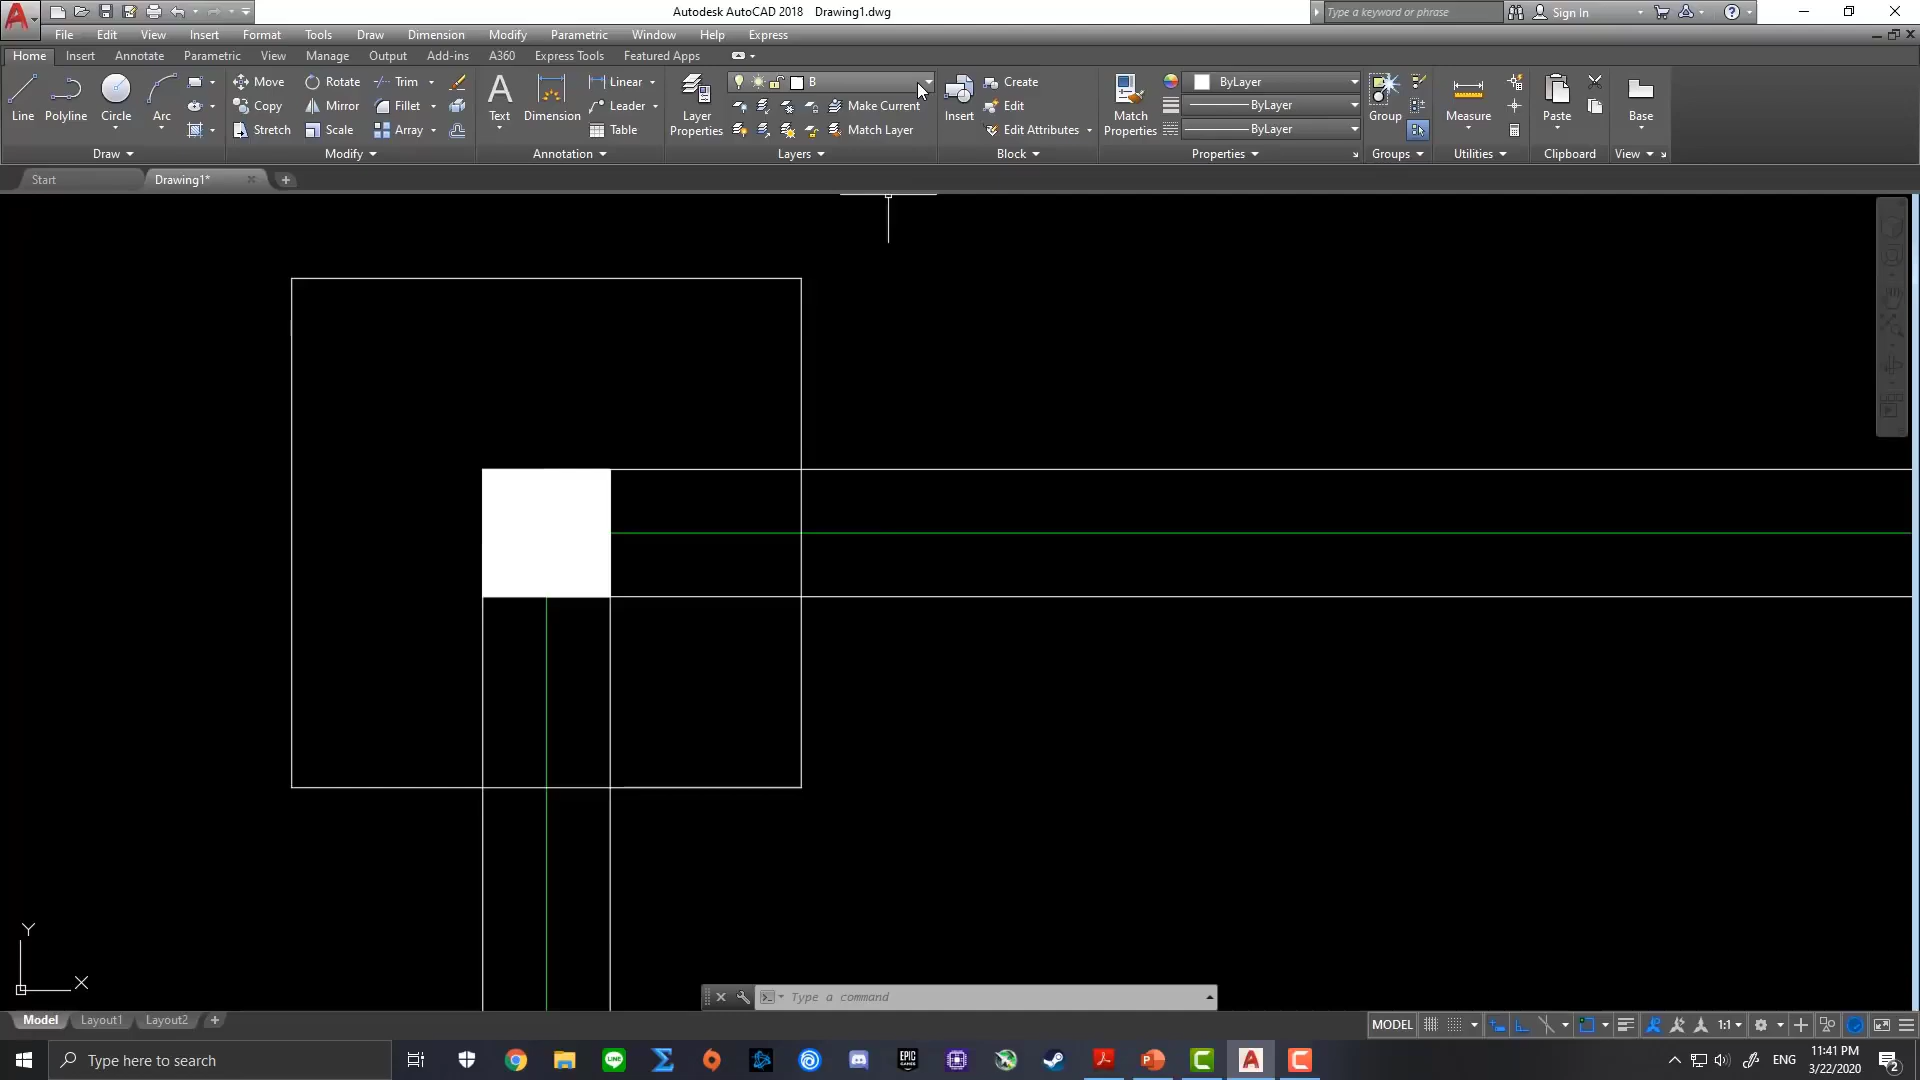 Autodesk AutoCAD 2018 Drawing1.dwg
Type a keyword or phrase
Sign In
File Edit View Insert Format Tools Draw Dimension Modify Parametric Window Help Express
Home Insert Annotate Parametric View Manage Output Add-ins A360 Express Tools Featured Apps
Line Polyline Circle Arc
Move Rotate Trim
Copy Mirror Fillet
Stretch Scale Array
Text Dimension
Linear
Leader
Table
Layer Properties
B
Make Current
Match Layer
Insert
Create
Edit
Edit Attributes
Match Properties
ByLayer
ByLayer
ByLayer
Group
Measure
Paste
Base
Draw Modify Annotation Layers Block Properties Groups Utilities Clipboard View
Start Drawing1*
Y
X
Type a command
Model Layout1 Layout2
MODEL 1:1
Type here to search
EPIC GAMES
ENG
11:41 PM
3/22/2020
2